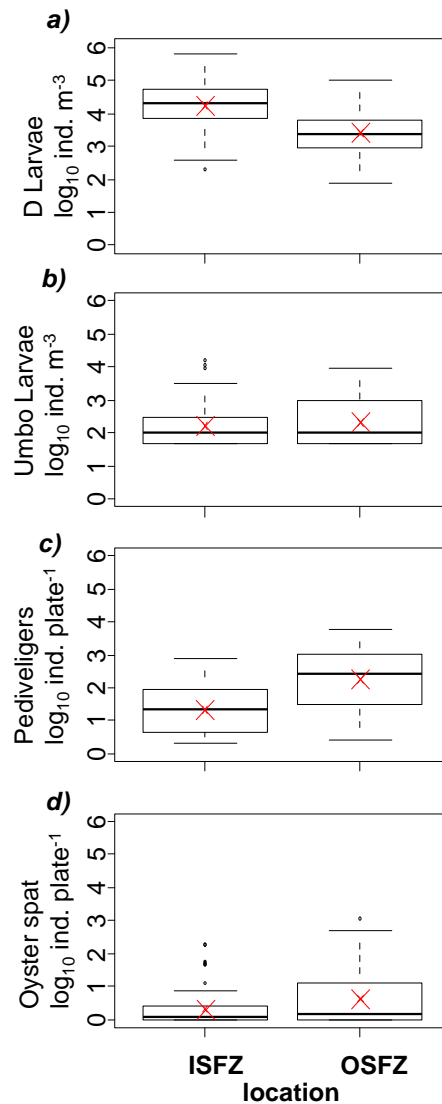 a)
D Larvae
log₁₀ ind. m⁻³
0 1 2 3 4 5 6
b)
Umbo Larvae
log₁₀ ind. m⁻³
0 1 2 3 4 5 6
c)
Pediveligers
log₁₀ ind. plate⁻¹
0 1 2 3 4 5 6
d)
Oyster spat
log₁₀ ind. plate⁻¹
0 1 2 3 4 5 6
ISFZ OSFZ
location